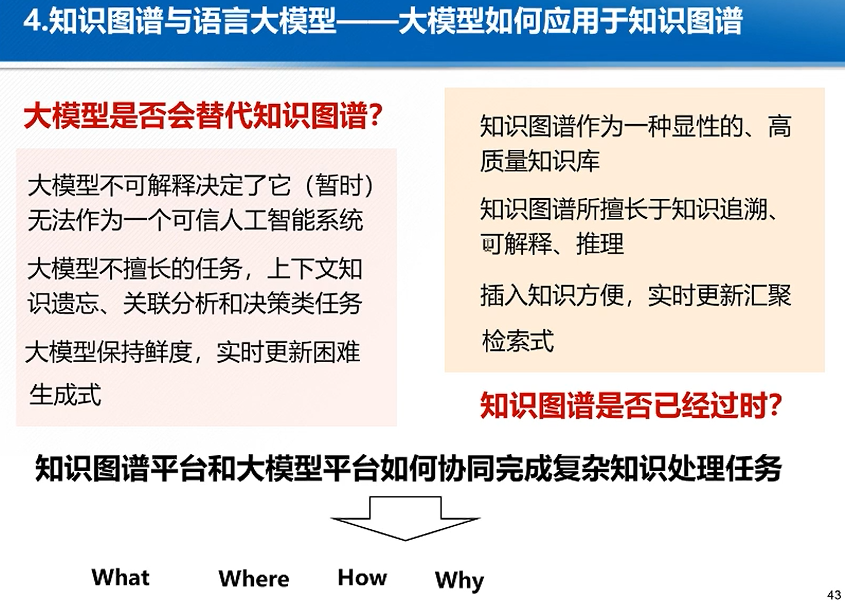 4.知识图谱与语言大模型——大模型如何应用于知识图谱
大模型是否会替代知识图谱？
大模型不可解释决定了它（暂时）
无法作为一个可信人工智能系统
大模型不擅长的任务，上下文知
识遗忘、关联分析和决策类任务
大模型保持鲜度，实时更新困难
生成式
知识图谱作为一种显性的、高
质量知识库
知识图谱所擅长于知识追溯、
可解释、推理
插入知识方便，实时更新汇聚
检索式
知识图谱是否已经过时？
知识图谱平台和大模型平台如何协同完成复杂知识处理任务
What Where How Why
43